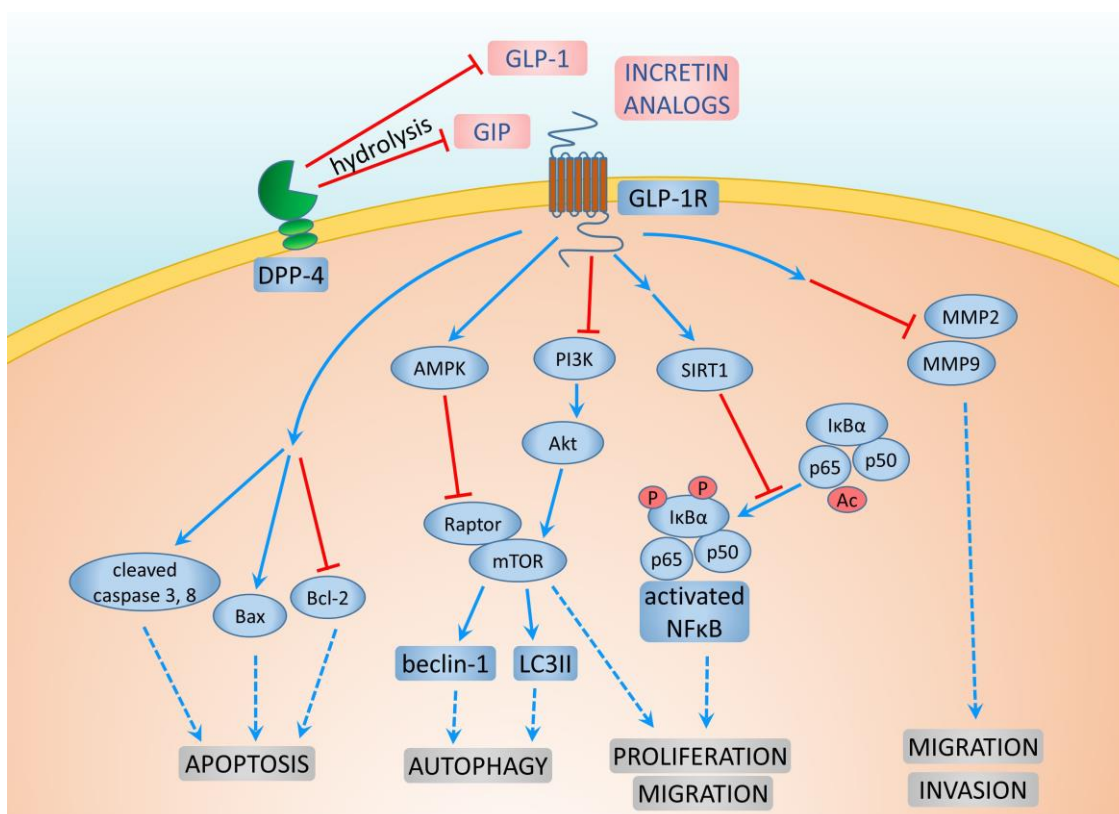 GLP-1
INCRETIN
ANALOGS
hydrolysis
GIP
GLP-1R
DPP-4
AMPK
PI3K
SIRT1
MMP2
MMP9
Akt
IκBα
p65
p50
Ac
P
P
IκBα
p65
p50
activated
NFκB
Raptor
mTOR
cleaved
caspase 3, 8
Bax
Bcl-2
beclin-1
LC3II
APOPTOSIS
AUTOPHAGY
PROLIFERATION
MIGRATION
MIGRATION
INVASION